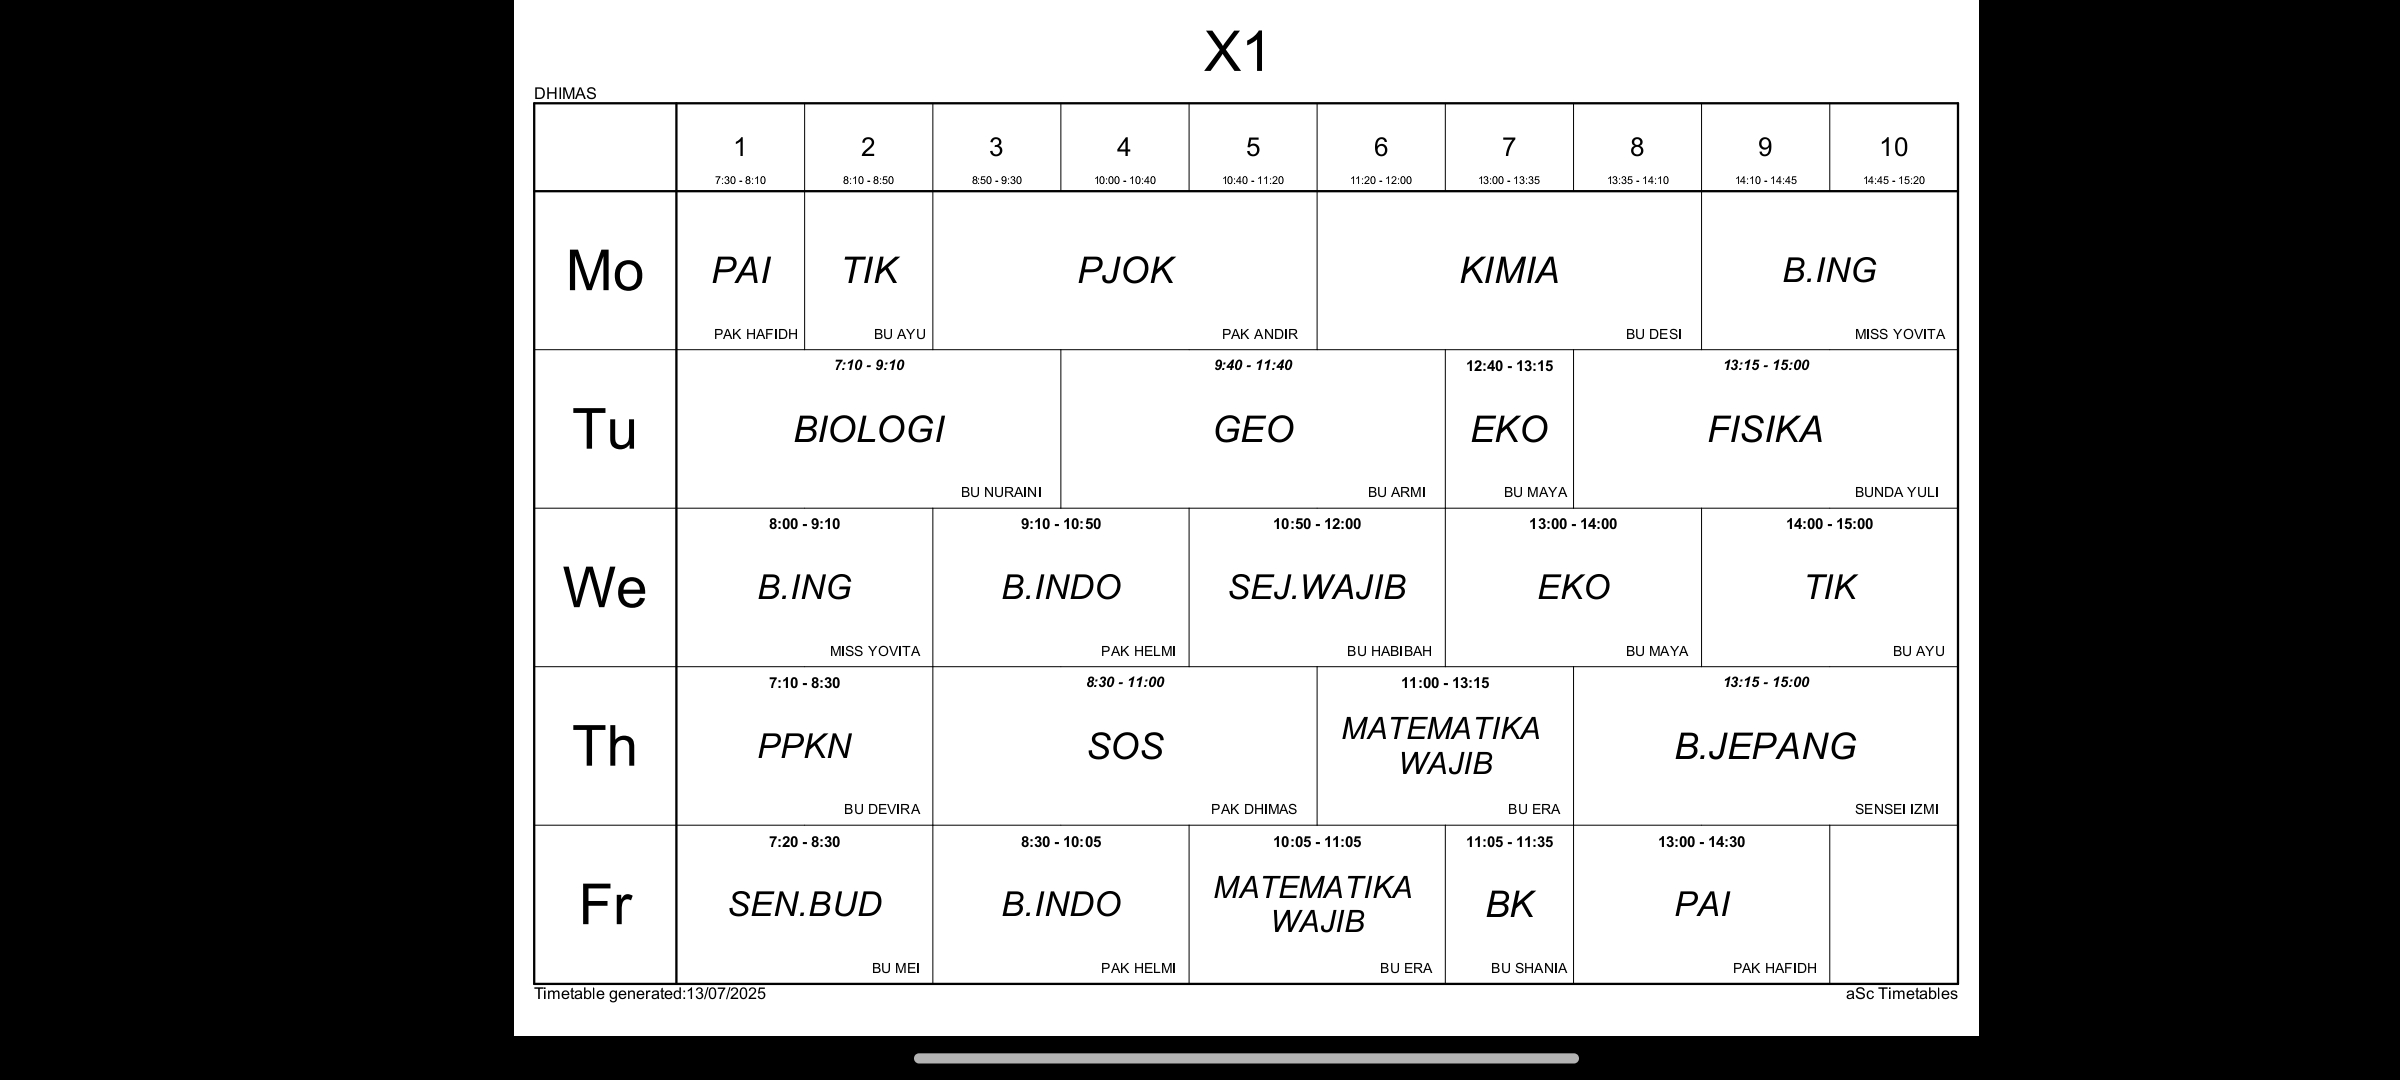 X1
DHIMAS
1 2 3 4 5 6 7 8 9 10
7:30 - 8:10 8:10 - 8:50 8:50 - 9:30 10:00 - 10:40 10:40 - 11:20 11:20 - 12:00 13:00 - 13:35 13:35 - 14:10 14:10 - 14:45 14:45 - 15:20
Mo PAI TIK PJOK KIMIA B.ING
PAK HAFIDH BU AYU PAK ANDIR BU DESI MISS YOVITA
7:10 - 9:10 9:40 - 11:40 12:40 - 13:15 13:15 - 15:00
Tu BIOLOGI GEO EKO FISIKA
BU NURAINI BU ARMI BU MAYA BUNDA YULI
8:00 - 9:10 9:10 - 10:50 10:50 - 12:00 13:00 - 14:00 14:00 - 15:00
We B.ING B.INDO SEJ.WAJIB EKO TIK
MISS YOVITA PAK HELMI BU HABIBAH BU MAYA BU AYU
7:10 - 8:30 8:30 - 11:00 11:00 - 13:15 13:15 - 15:00
Th PPKN SOS MATEMATIKA WAJIB B.JEPANG
BU DEVIRA PAK DHIMAS BU ERA SENSEI IZMI
7:20 - 8:30 8:30 - 10:05 10:05 - 11:05 11:05 - 11:35 13:00 - 14:30
Fr SEN.BUD B.INDO MATEMATIKA WAJIB BK PAI
BU MEI PAK HELMI BU ERA BU SHANIA PAK HAFIDH
Timetable generated:13/07/2025 aSc Timetables